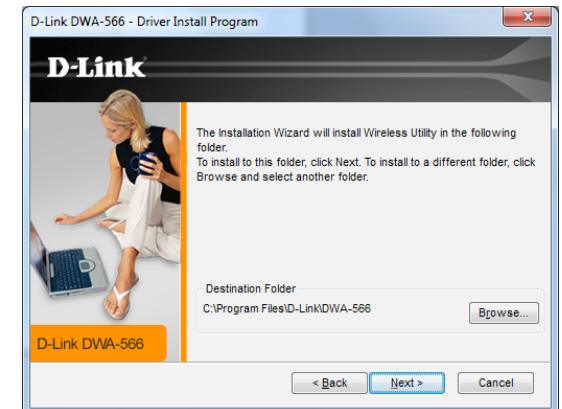 D-Link DWA-566 - Driver Install Program
D-Link
The Installation Wizard will install Wireless Utility in the following
folder.
To install to this folder, click Next. To install to a different folder, click
Browse and select another folder.
Destination Folder
C:\Program Files\D-Link\DWA-566
Browse...
D-Link DWA-566
< Back
Next >
Cancel